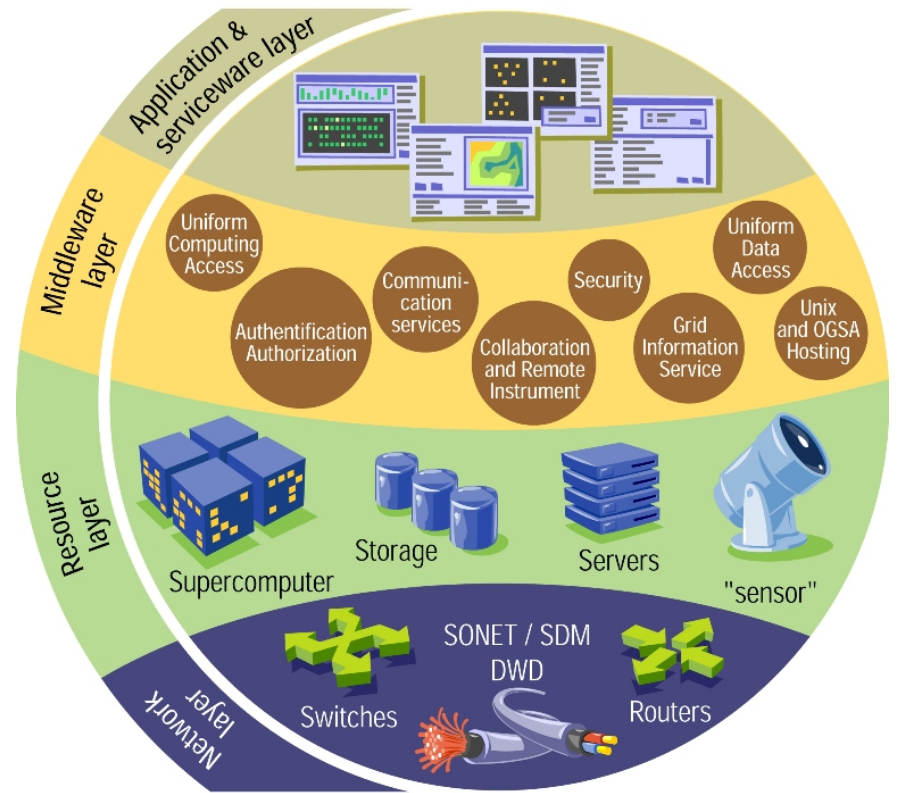 Application &
serviceware layer
Middleware
layer
Uniform
Computing
Access
Authentification
Authorization
Communi-
cation
services
Collaboration
and Remote
Instrument
Security
Grid
Information
Service
Uniform
Data
Access
Unix
and OGSA
Hosting
Resource
layer
Supercomputer
Storage
Servers
"sensor"
Network
layer
Switches
SONET / SDM
DWD
Routers